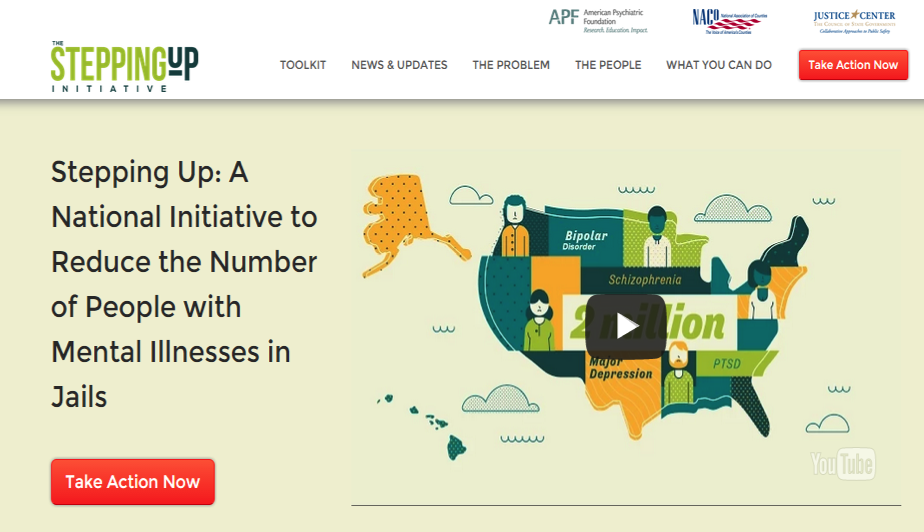 APF
American Psychiatric
Foundation
Research. Education. Impact.
NACo
National Association of Counties
The Voice of America's Counties
JUSTICE CENTER
THE COUNCIL OF STATE GOVERNMENTS
Collaborative Approaches to Public Safety
THE
STEPPING UP
INITIATIVE
TOOLKIT
NEWS & UPDATES
THE PROBLEM
THE PEOPLE
WHAT YOU CAN DO
Take Action Now
Stepping Up: A
National Initiative to
Reduce the Number
of People with
Mental Illnesses in
Jails
Take Action Now
Bipolar
Disorder
Schizophrenia
2 million
Major
Depression
PTSD
YouTube